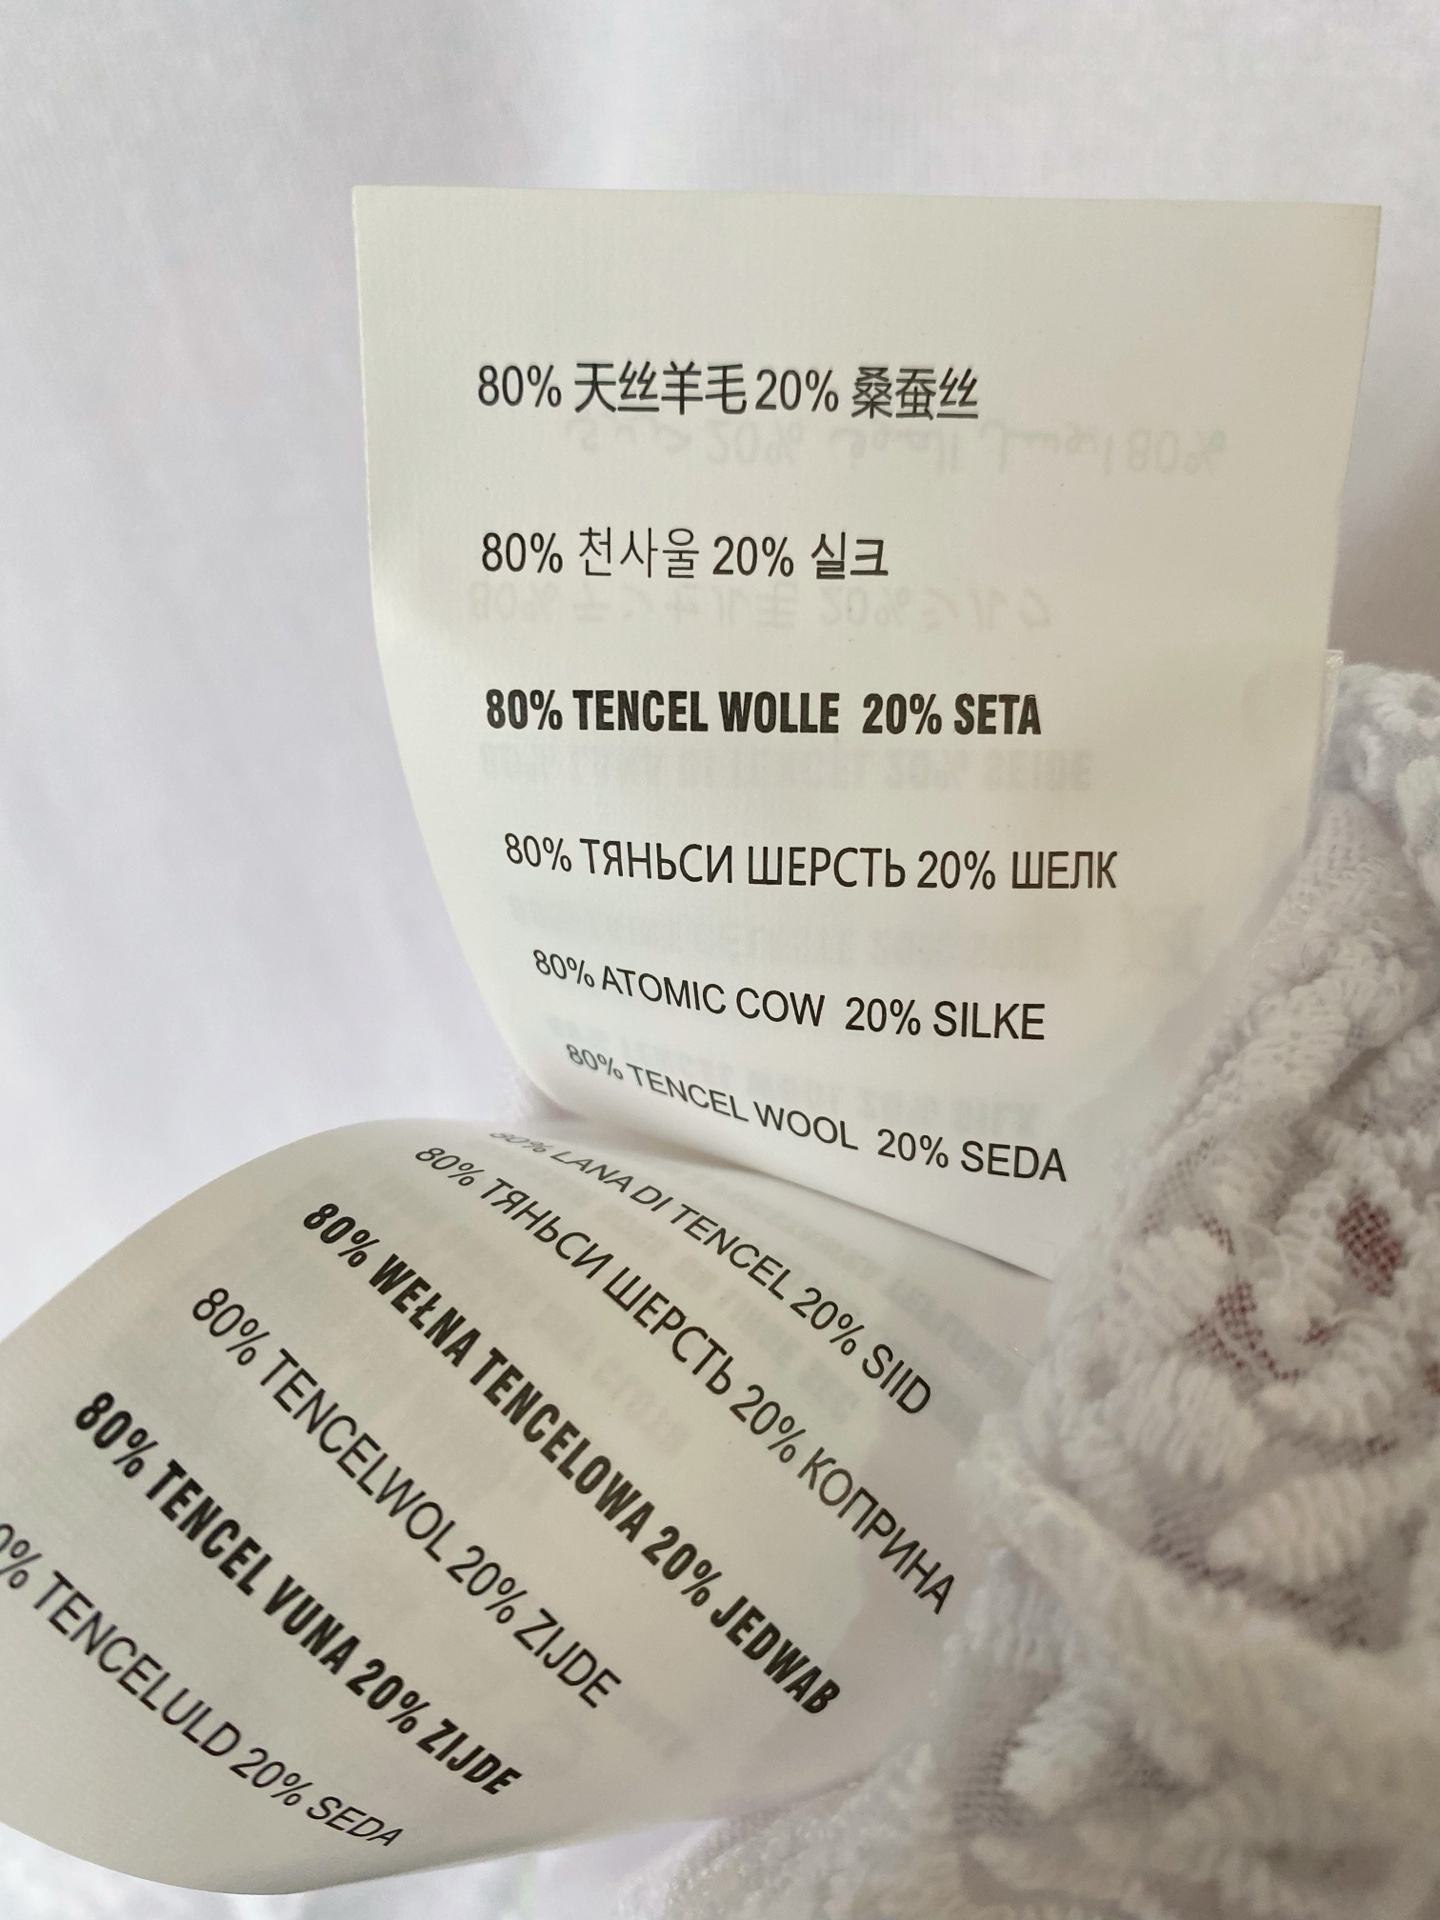 80% 天丝羊毛 20% 桑蚕丝
80% 천사울 20% 실크
80% TENCEL WOLLE 20% SETA
80% ТЯНЬСИ ШЕРСТЬ 20% ШЕЛК
80% ATOMIC COW 20% SILKE
80% TENCEL WOOL 20% SEDA
80% LANA DI TENCEL 20% SIID
80% ТЯНЬСИ ШЕРСТЬ 20% КОПРИНА
80% WEŁNA TENCELOWA 20% JEDWAB
80% TENCELWOL 20% ZIJDE
80% TENCEL VUNA 20% ZIJDE
0% TENCELULD 20% SEDA